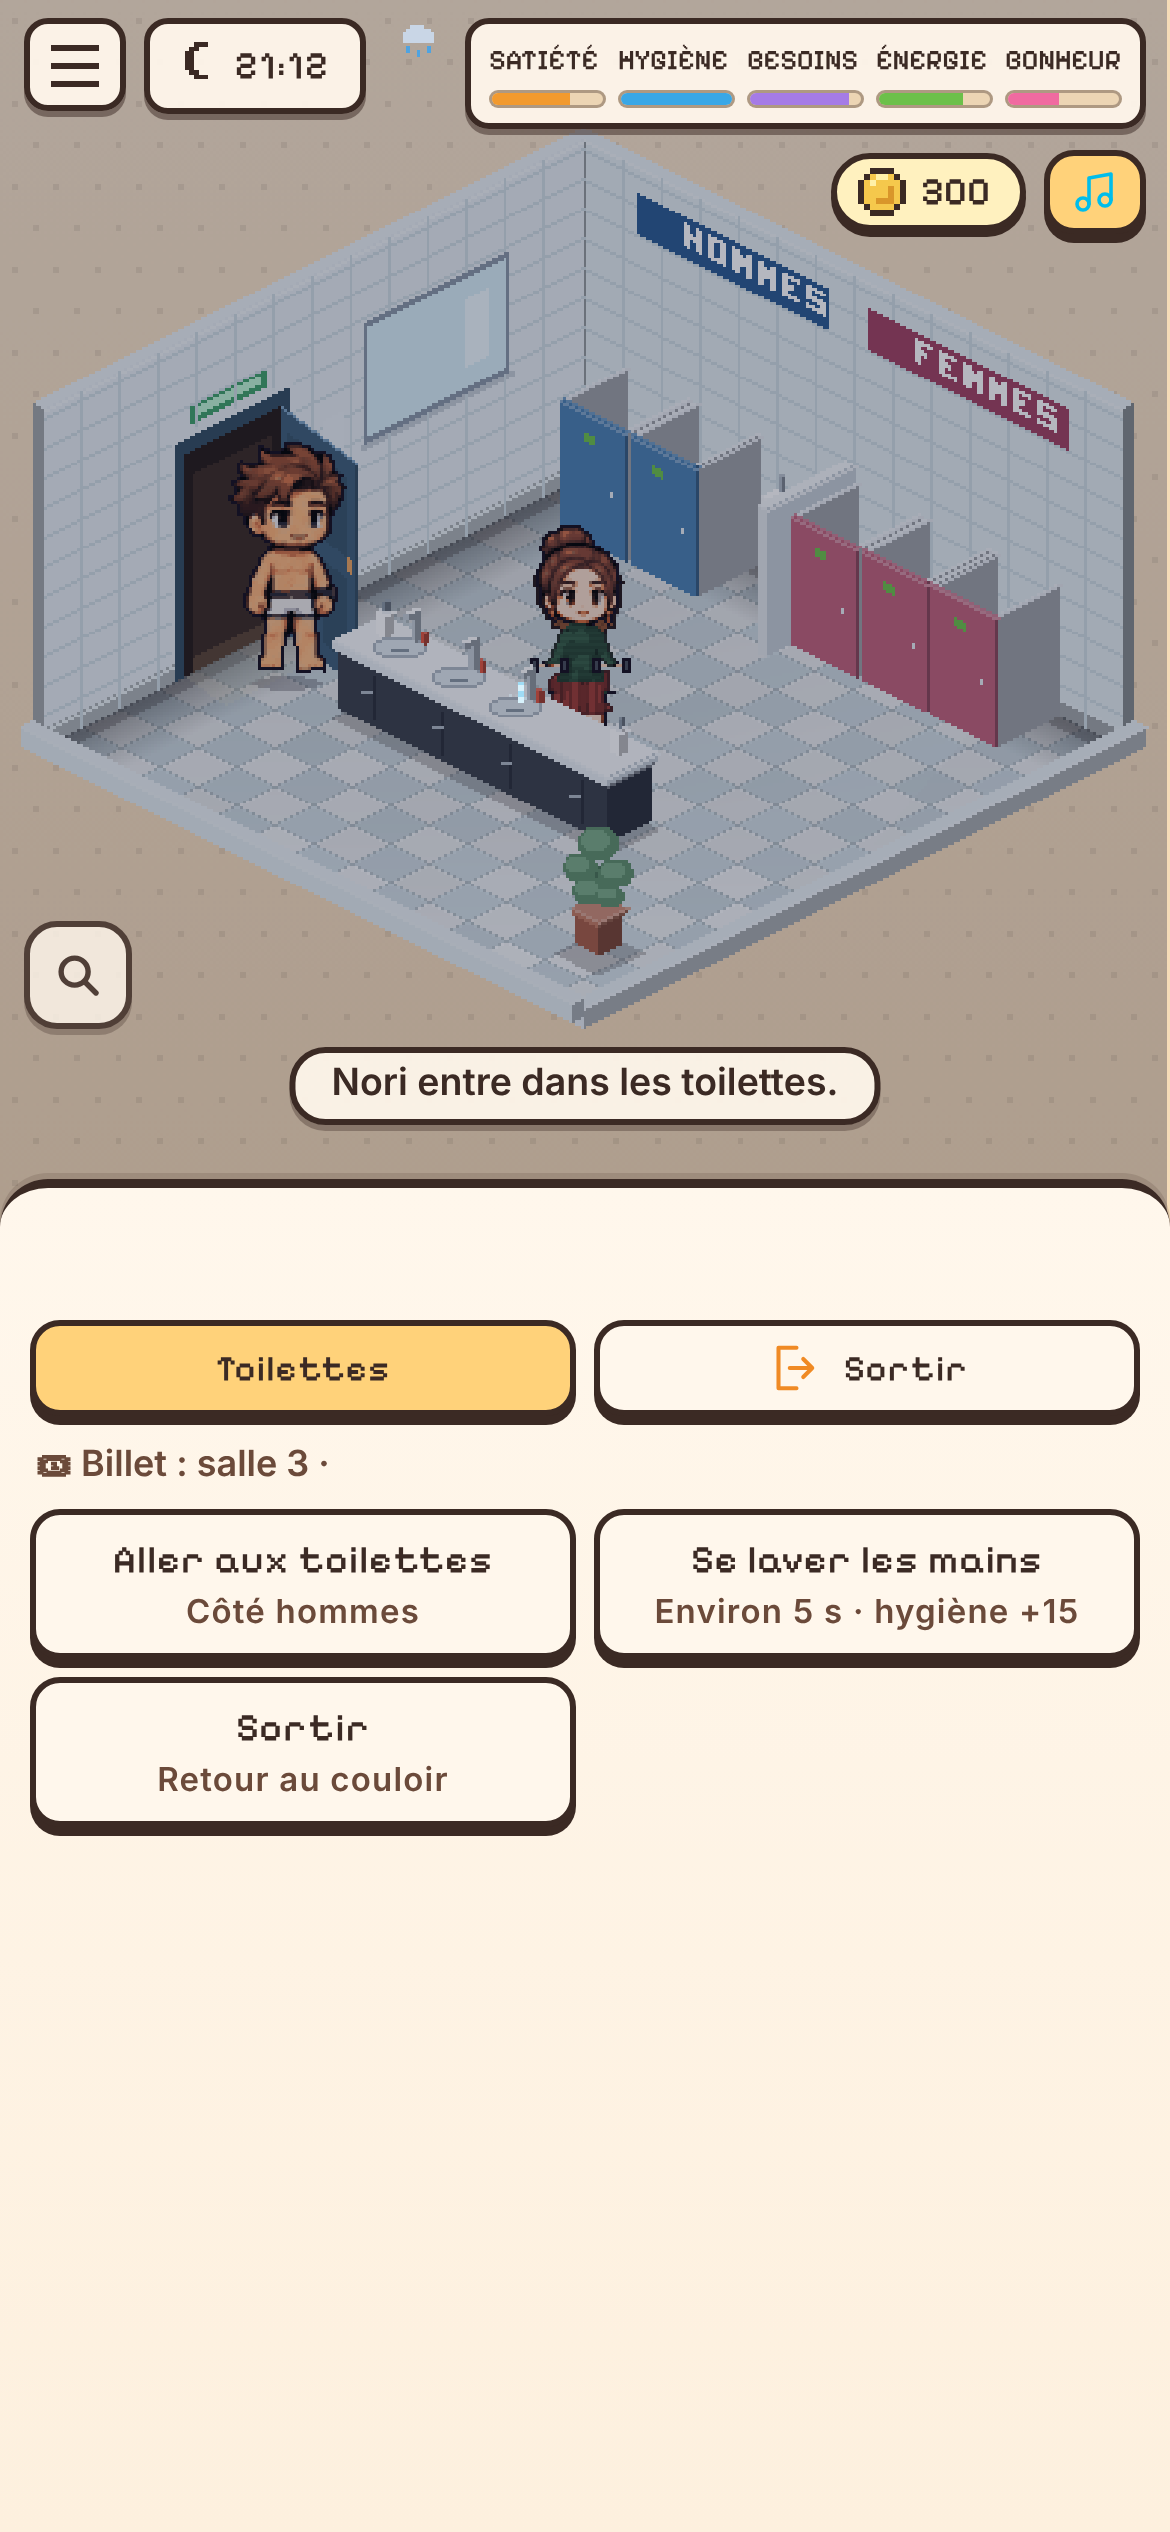 21:12
SATIÉTÉ HYGIÈNE BESOINS ÉNERGIE BONHEUR
300
HOMMES
FEMMES
Nori entre dans les toilettes.
Toilettes
Sortir
Billet : salle 3 ·
Aller aux toilettes
Côté hommes
Se laver les mains
Environ 5 s · hygiène +15
Sortir
Retour au couloir